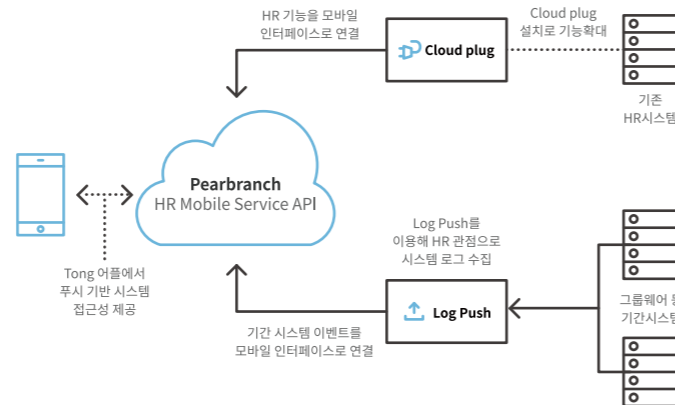 HR 기능을 모바일
인터페이스로 연결
Cloud plug
Cloud plug
설치로 기능확대
기존
HR시스템
Pearbranch
HR Mobile Service API
Tong 어플에서
푸시 기반 시스템
접근성 제공
Log Push를
이용해 HR 관점으로
시스템 로그 수집
Log Push
기간 시스템 이벤트를
모바일 인터페이스로 연결
그룹웨어
기간시스템